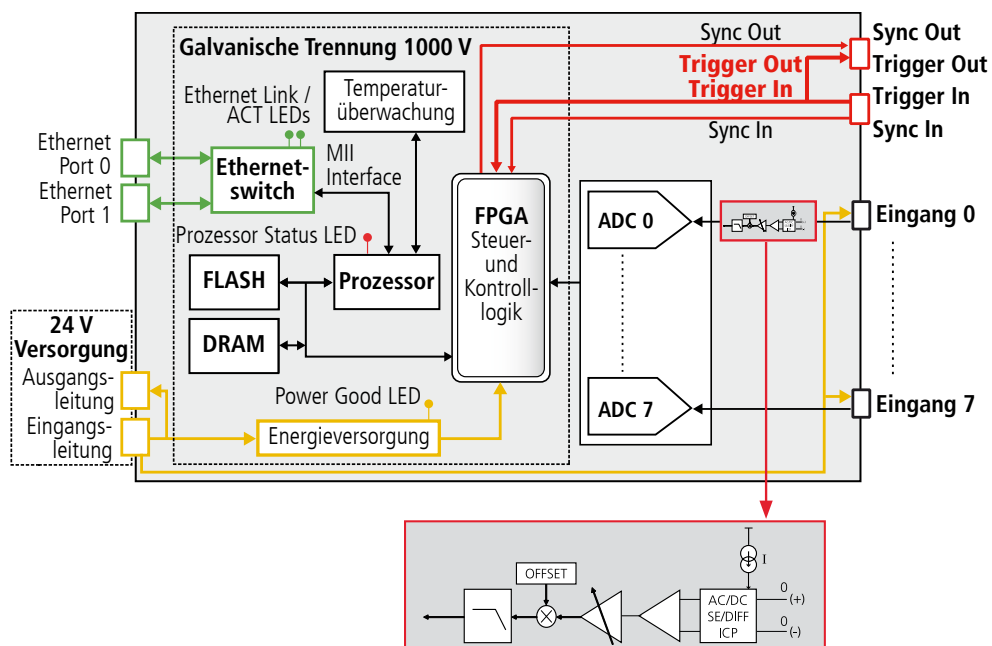 Galvanische Trennung 1000 V
Sync Out
Sync Out
Trigger Out
Trigger Out
Trigger In
Trigger In
Sync In
Sync In
Ethernet Link /
ACT LEDs
Temperatur-
überwachung
Ethernet
Port 0
Ethernet
Port 1
Ethernet-
switch
MII
Interface
Prozessor Status LED
FLASH
Prozessor
DRAM
FPGA
Steuer-
und
Kontroll-
logik
ADC 0
ADC 7
Eingang 0
Eingang 7
24 V
Versorgung
Ausgangs-
leitung
Eingangs-
leitung
Power Good LED
Energieversorgung
OFFSET
I
AC/DC
SE/DIFF
ICP
0
(+)
0
(-)